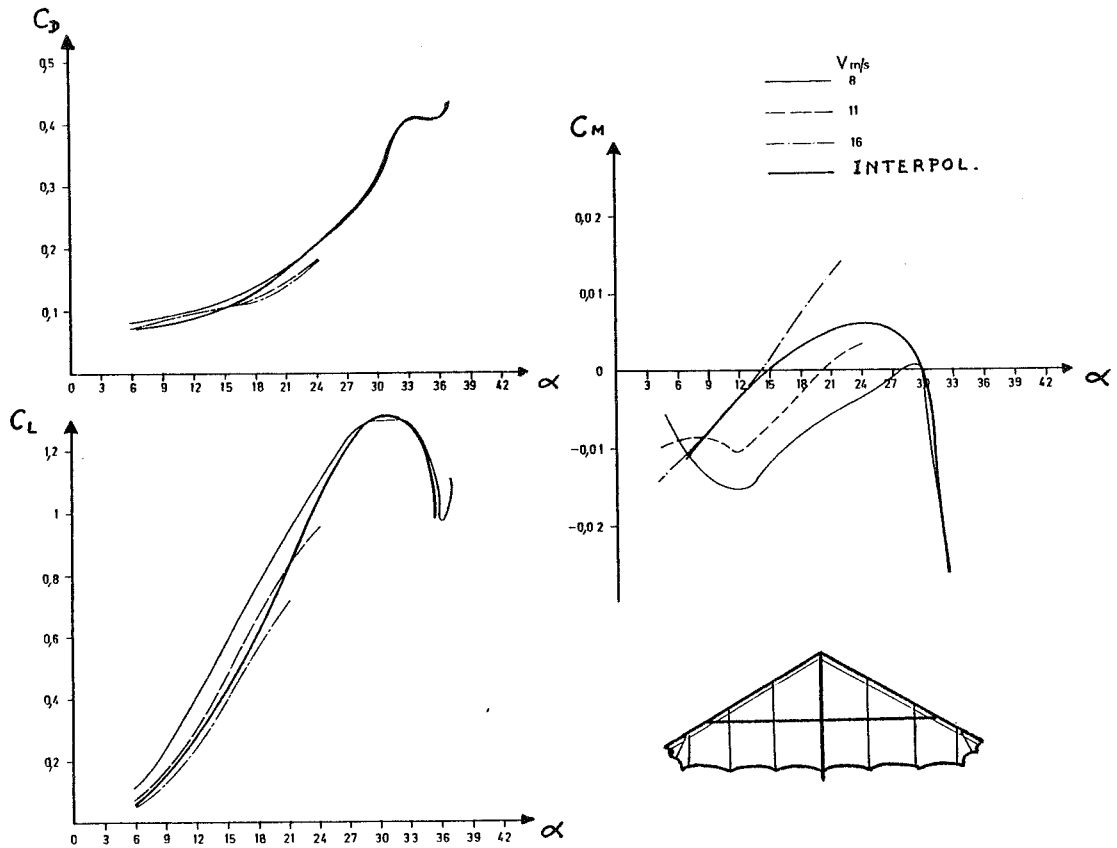 C_D
0,5
0,4
0,3
0,2
0,1
0 3 6 9 12 15 18 21 24 27 30 33 36 39 42 α
V m/s
8
11
16
INTERPOL.
C_M
0,02
0,01
0
-0,01
-0,02
3 6 9 12 15 18 21 24 27 30 33 36 39 42 α
C_L
1,2
1
0,8
0,6
0,4
0,2
0 3 6 9 12 15 18 21 24 27 30 33 36 39 42 α